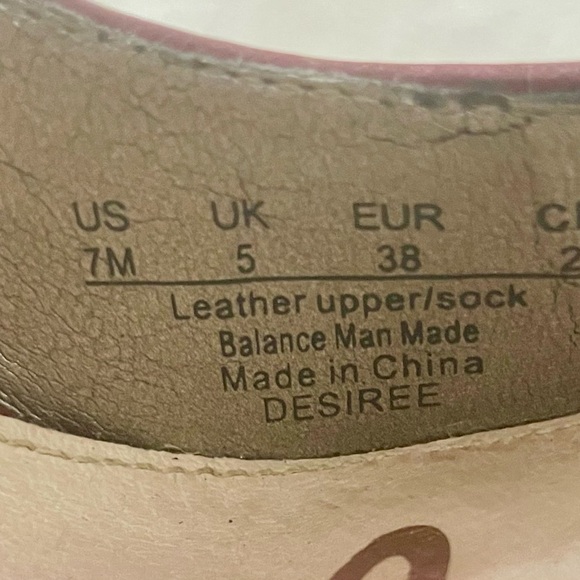 US UK EUR
7M 5 38
Leather upper/sock
Balance Man Made
Made in China
DESIREE